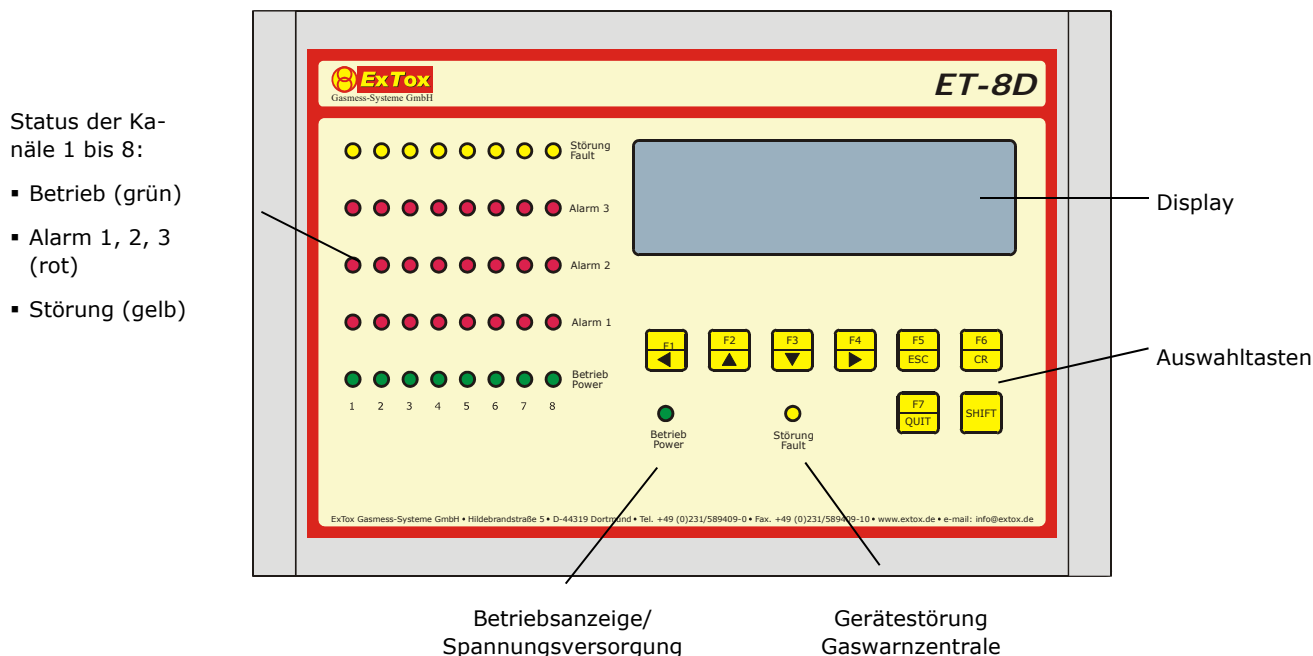 ExTox
Gasmess-Systeme GmbH
ET-8D
Status der Ka-
näle 1 bis 8:
▪ Betrieb (grün)
▪ Alarm 1, 2, 3
(rot)
▪ Störung (gelb)
Störung
Fault
Alarm 3
Alarm 2
Alarm 1
Betrieb
Power
1 2 3 4 5 6 7 8
Display
F1 F2 F3 F4 F5 F6
ESC CR
Auswahltasten
F7
QUIT
SHIFT
Betrieb
Power
Störung
Fault
ExTox Gasmess-Systeme GmbH • Hildebrandstraße 5 • D-44319 Dortmund • Tel. +49 (0)231/589409-0 • Fax. +49 (0)231/589409-10 • www.extox.de • e-mail: info@extox.de
Betriebsanzeige/
Spannungsversorgung
Gerätestörung
Gaswarnzentrale